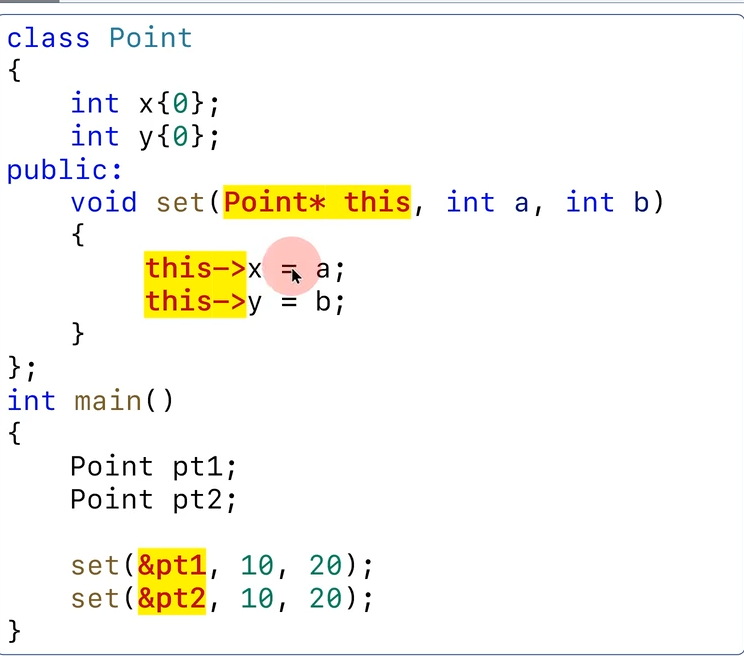 class Point
{
    int x{0};
    int y{0};
public:
    void set(Point* this, int a, int b)
    {
        this->x = a;
        this->y = b;
    }
};
int main()
{
    Point pt1;
    Point pt2;

    set(&pt1, 10, 20);
    set(&pt2, 10, 20);
}